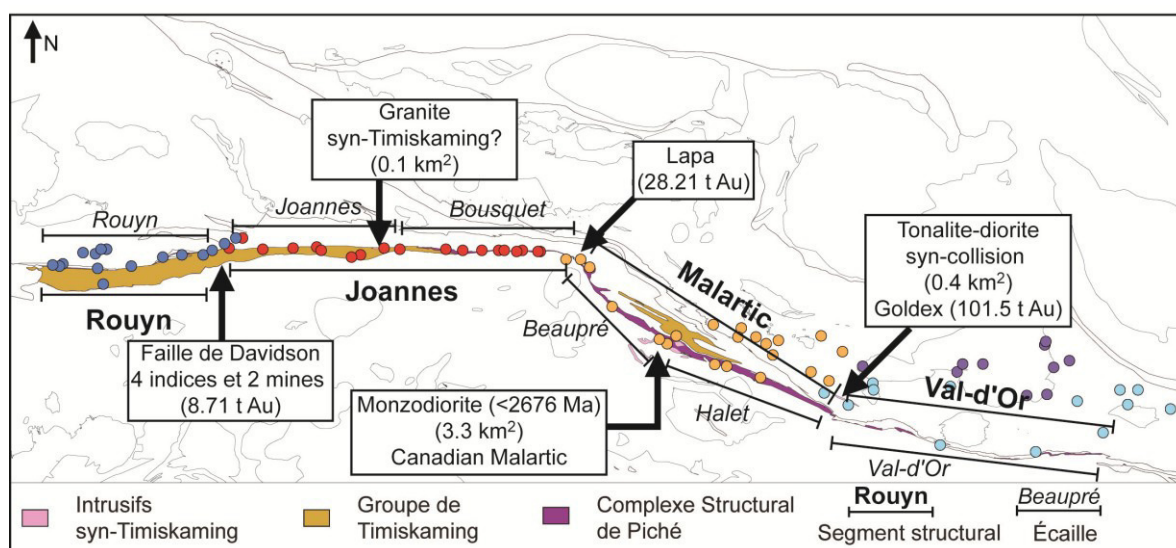 N
Granite
syn-Timiskaming?
(0.1 km²)
Lapa
(28.21 t Au)
Rouyn
Joannes
Bousquet
Tonalite-diorite
syn-collision
(0.4 km²)
Goldex (101.5 t Au)
Malartic
Rouyn
Joannes
Beaupré
Faille de Davidson
4 indices et 2 mines
(8.71 t Au)
Monzodiorite (<2676 Ma)
(3.3 km²)
Canadian Malartic
Halet
Val-d'Or
Val-d'Or
Intrusifs
syn-Timiskaming
Groupe de
Timiskaming
Complexe Structural
de Piché
Rouyn
Segment structural
Beaupré
Écaille